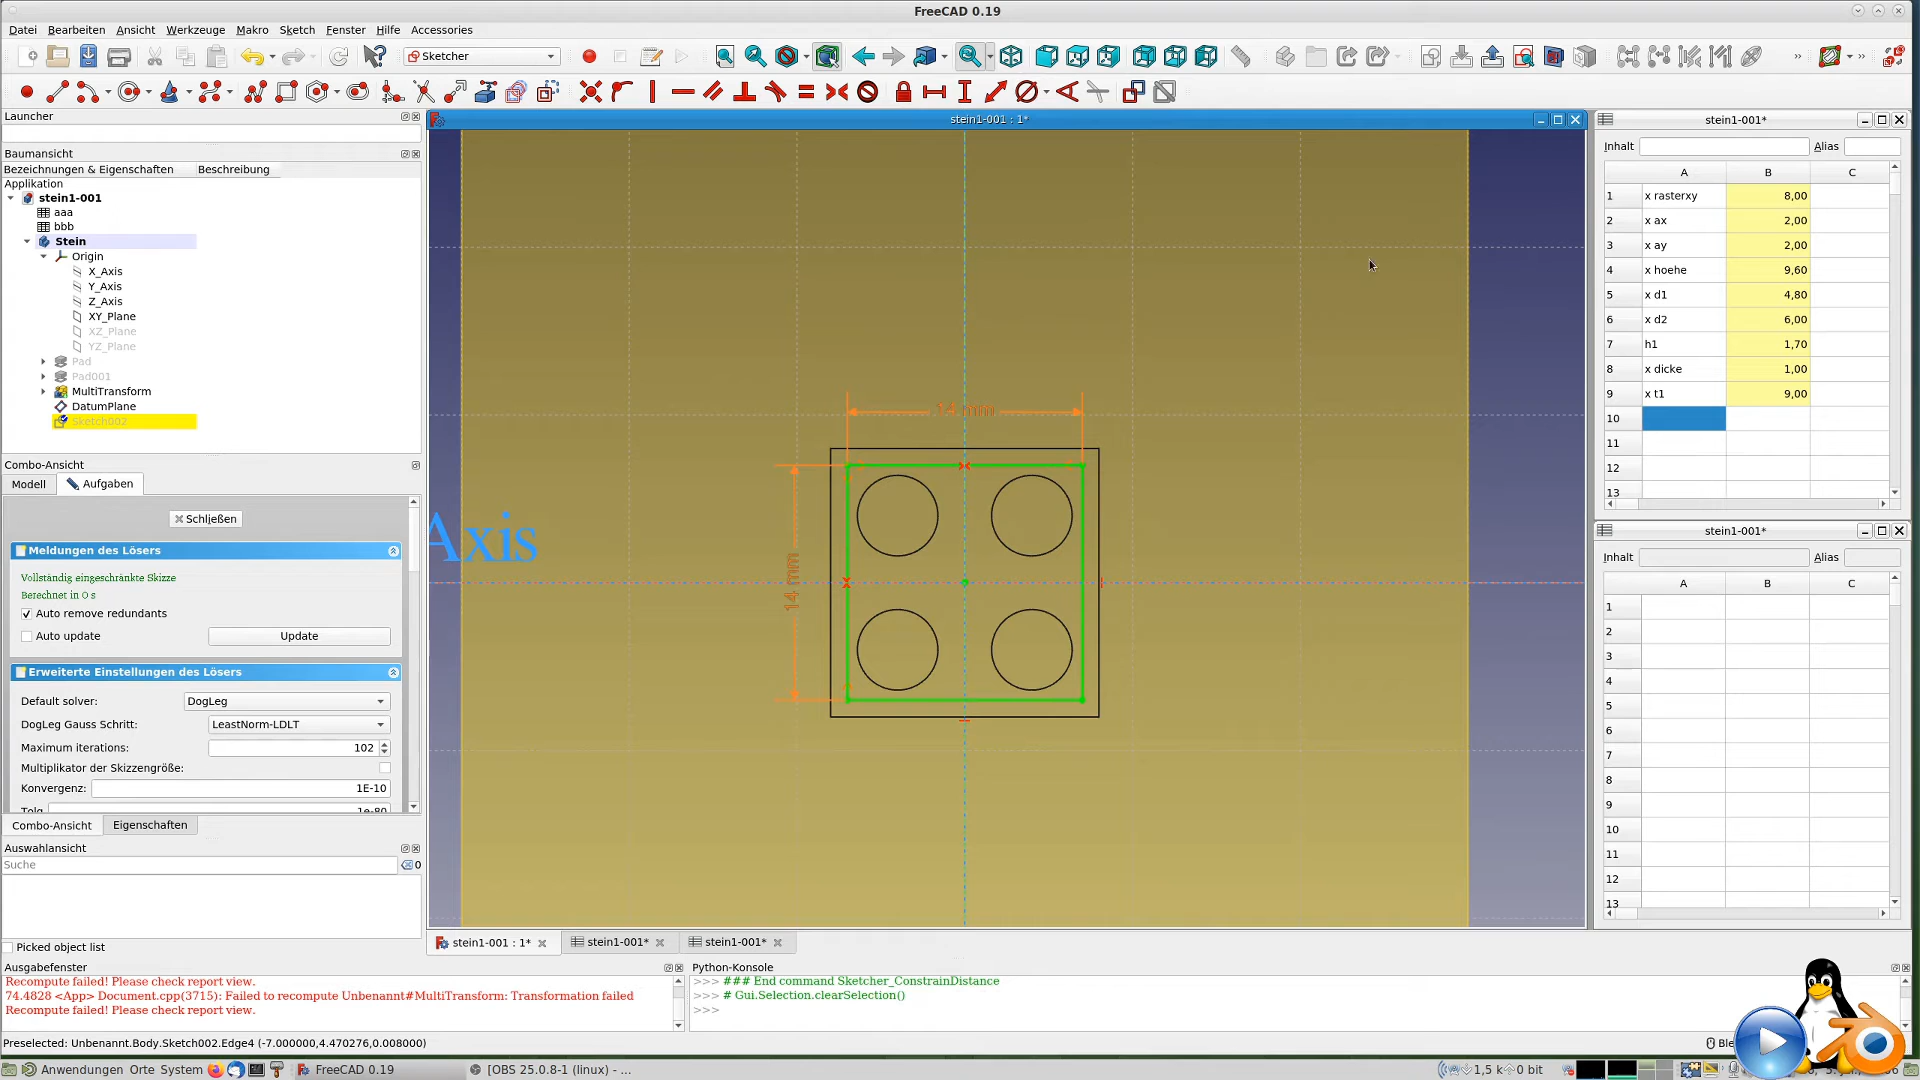 FreeCAD 0.19
Datei Bearbeiten Ansicht Werkzeuge Makro Sketch Fenster Hilfe Accessories
Sketcher
Launcher
Baumansicht
Bezeichnungen & Eigenschaften Beschreibung
Applikation
stein1-001
aaa
bbb
Stein
Origin
X_Axis
Y_Axis
Z_Axis
XY_Plane
XZ_Plane
YZ_Plane
Pad
Pad001
MultiTransform
DatumPlane
Sketch002
Combo-Ansicht
Modell Aufgaben
Schließen
Meldungen des Lösers
Vollständig eingeschränkte Skizze
Berechnet in 0 s
Auto remove redundants
Auto update Update
Erweiterte Einstellungen des Lösers
Default solver: DogLeg
DogLeg Gauss Schritt: LeastNorm-LDLT
Maximum iterations: 102
Multiplikator der Skizzengröße:
Konvergenz: 1E-10
Combo-Ansicht Eigenschaften
Auswahlansicht
Suche 0
Picked object list
stein1-001 : 1*
14 mm
14 mm
Axis
stein1-001 : 1* stein1-001* stein1-001*
stein1-001*
Inhalt Alias
A B C
1 x rasterxy 8,00
2 x ax 2,00
3 x ay 2,00
4 x hoehe 9,60
5 x d1 4,80
6 x d2 6,00
7 h1 1,70
8 x dicke 1,00
9 x t1 9,00
10
11
12
13
stein1-001*
Inhalt Alias
A B C
1
2
3
4
5
6
7
8
9
10
11
12
13
Ausgabefenster
Recompute failed! Please check report view.
74.4828 <App> Document.cpp(3715): Failed to recompute Unbenannt#MultiTransform: Transformation failed
Recompute failed! Please check report view.
Python-Konsole
>>> ### End command Sketcher_ConstrainDistance
>>> # Gui.Selection.clearSelection()
>>>
Preselected: Unbenannt.Body.Sketch002.Edge4 (-7.000000,4.470276,0.008000)
Anwendungen Orte System FreeCAD 0.19 [OBS 25.0.8-1 (linux) - ... 1,5 k 0 bit